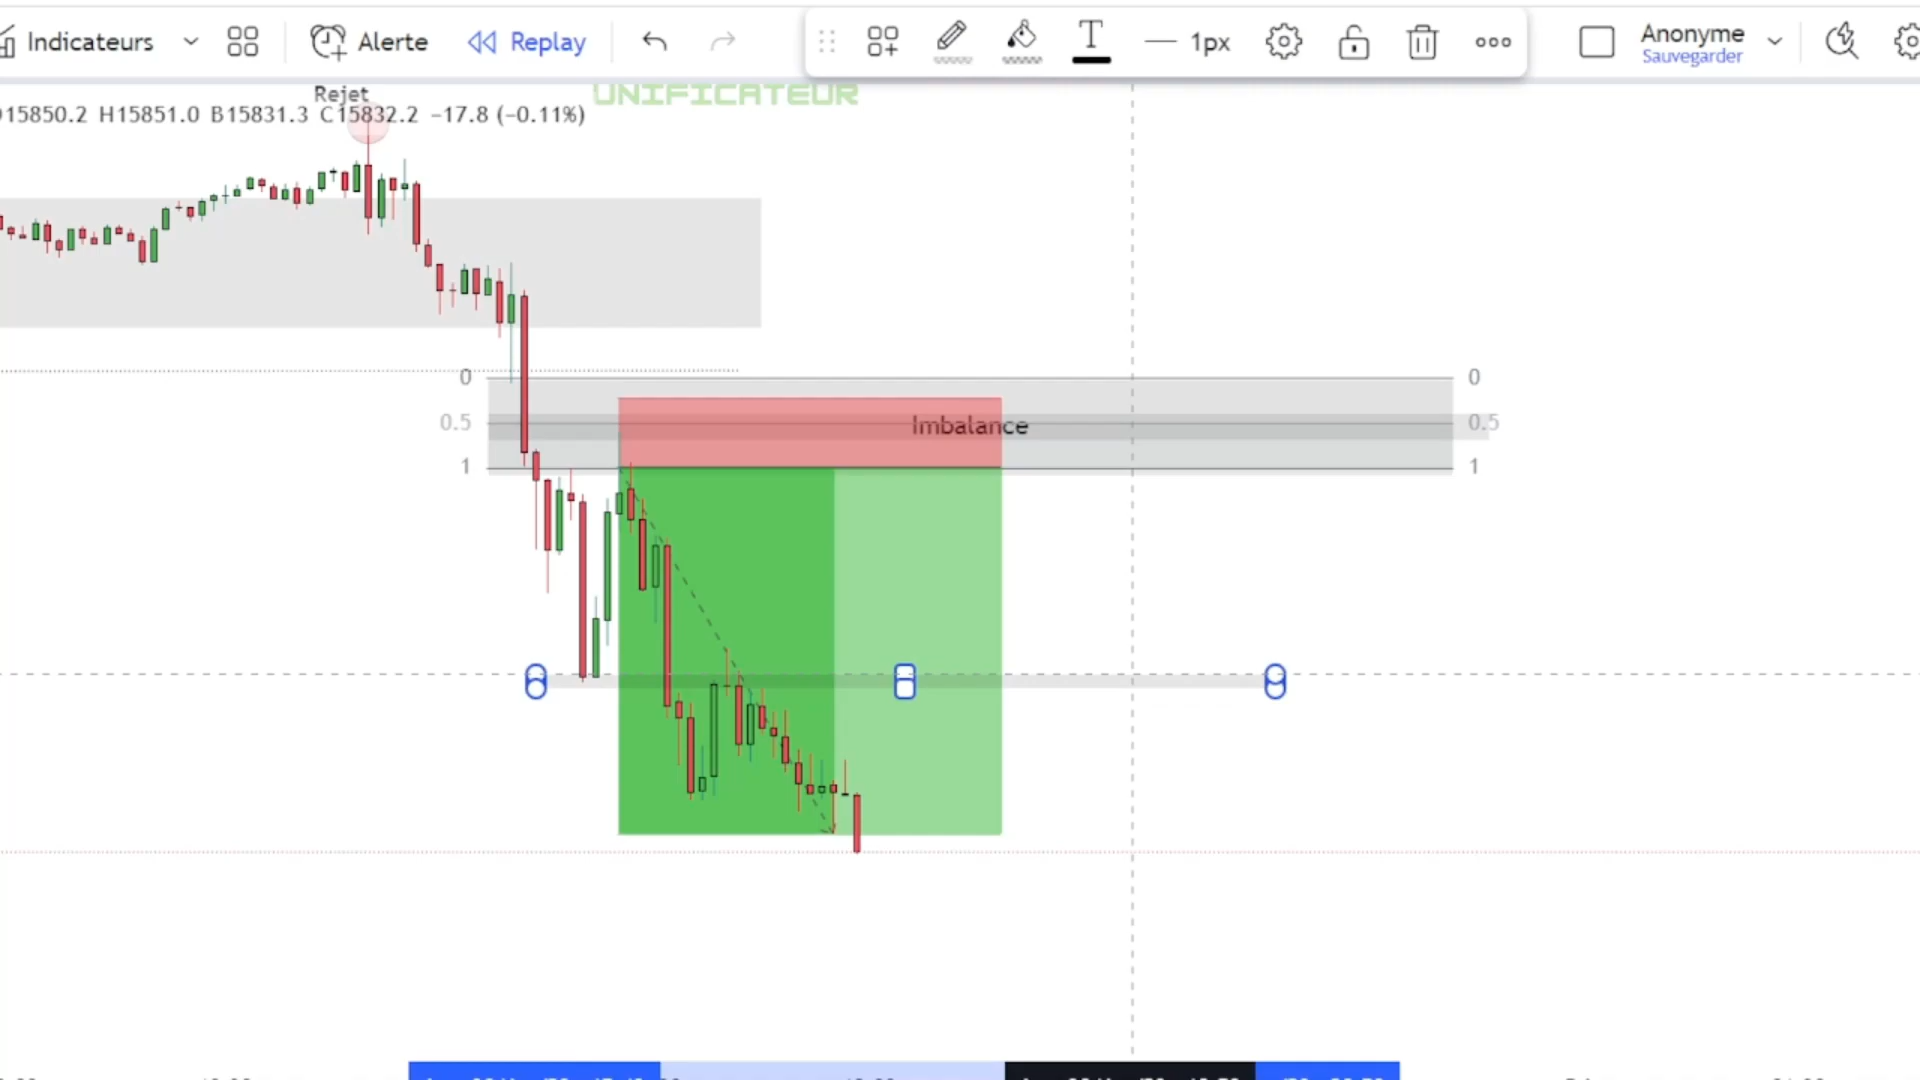 Indicateurs
Alerte
Replay
1px
Anonyme
Sauvegarder
Rejet
UNIFICATEUR
15850.2 H15851.0 B15831.3 C15832.2 −17.8 (−0.11%)
0 0
0.5 Imbalance 0.5
1 1